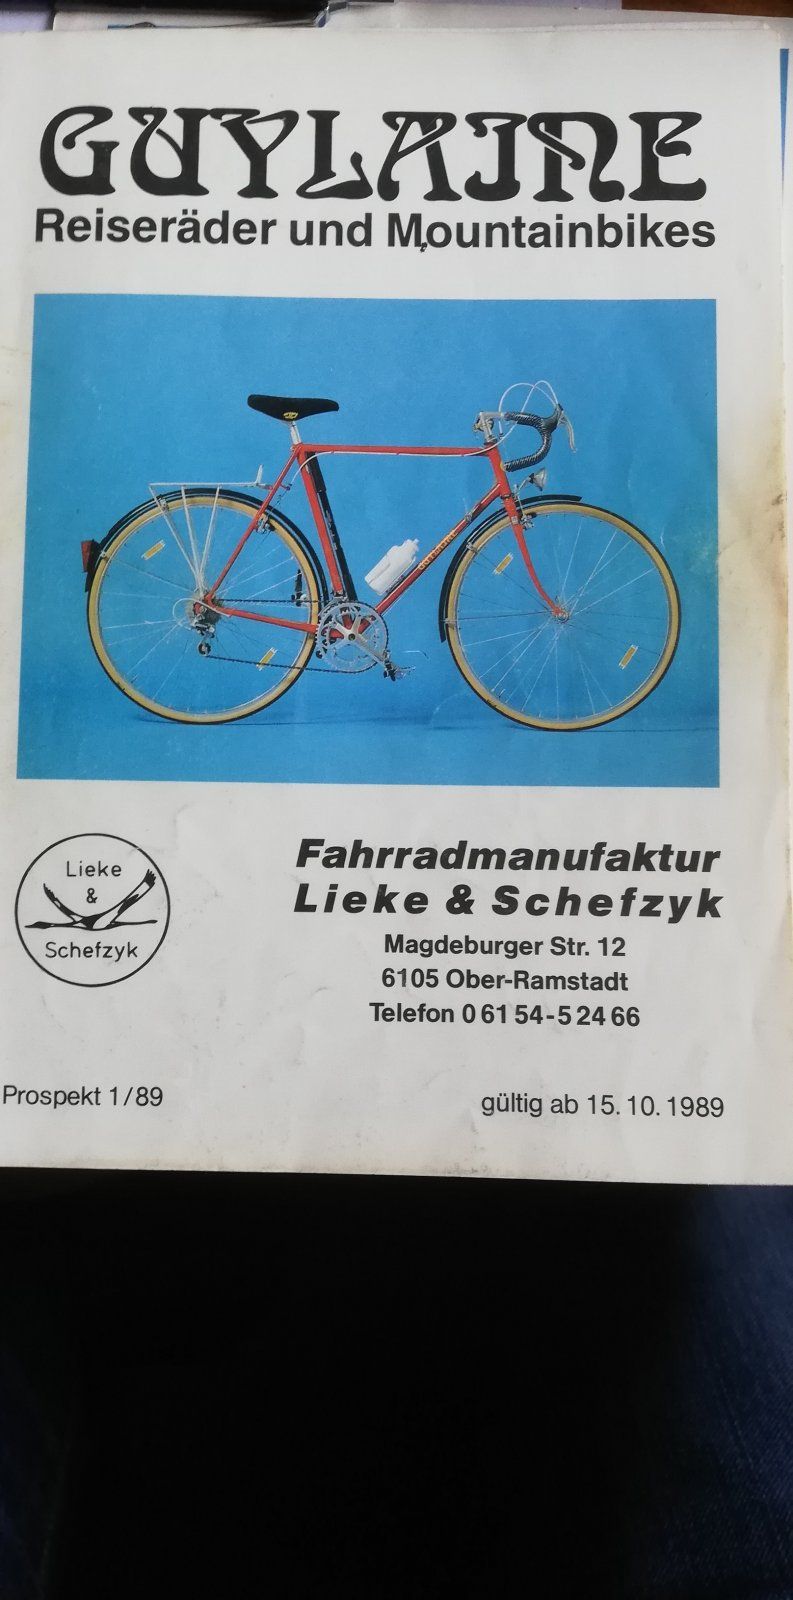 GUYLAINE
Reiseräder und Mountainbikes
GUYLAINE
Lieke
&
Schefzyk
Fahrradmanufaktur
Lieke & Schefzyk
Magdeburger Str. 12
6105 Ober-Ramstadt
Telefon 0 61 54-5 24 66
Prospekt 1/89
gültig ab 15. 10. 1989